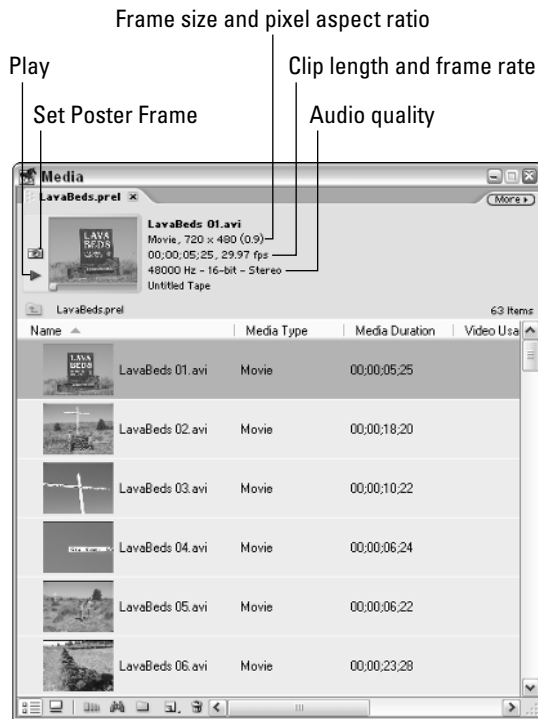 Frame size and pixel aspect ratio
Play
Clip length and frame rate
Set Poster Frame
Audio quality
Media
LavaBeds.prel
More
LAVA BEDS
LavaBeds 01.avi
Movie, 720 x 480 (0.9)
00;00;05;25, 29.97 fps
48000 Hz - 16-bit - Stereo
Untitled Tape
LavaBeds.prel
63 Items
Name Media Type Media Duration Video Usa
LAVA BEDS
LavaBeds 01.avi Movie 00;00;05;25
LavaBeds 02.avi Movie 00;00;18;20
LavaBeds 03.avi Movie 00;00;10;22
LavaBeds 04.avi Movie 00;00;06;24
LavaBeds 05.avi Movie 00;00;06;22
LavaBeds 06.avi Movie 00;00;23;28